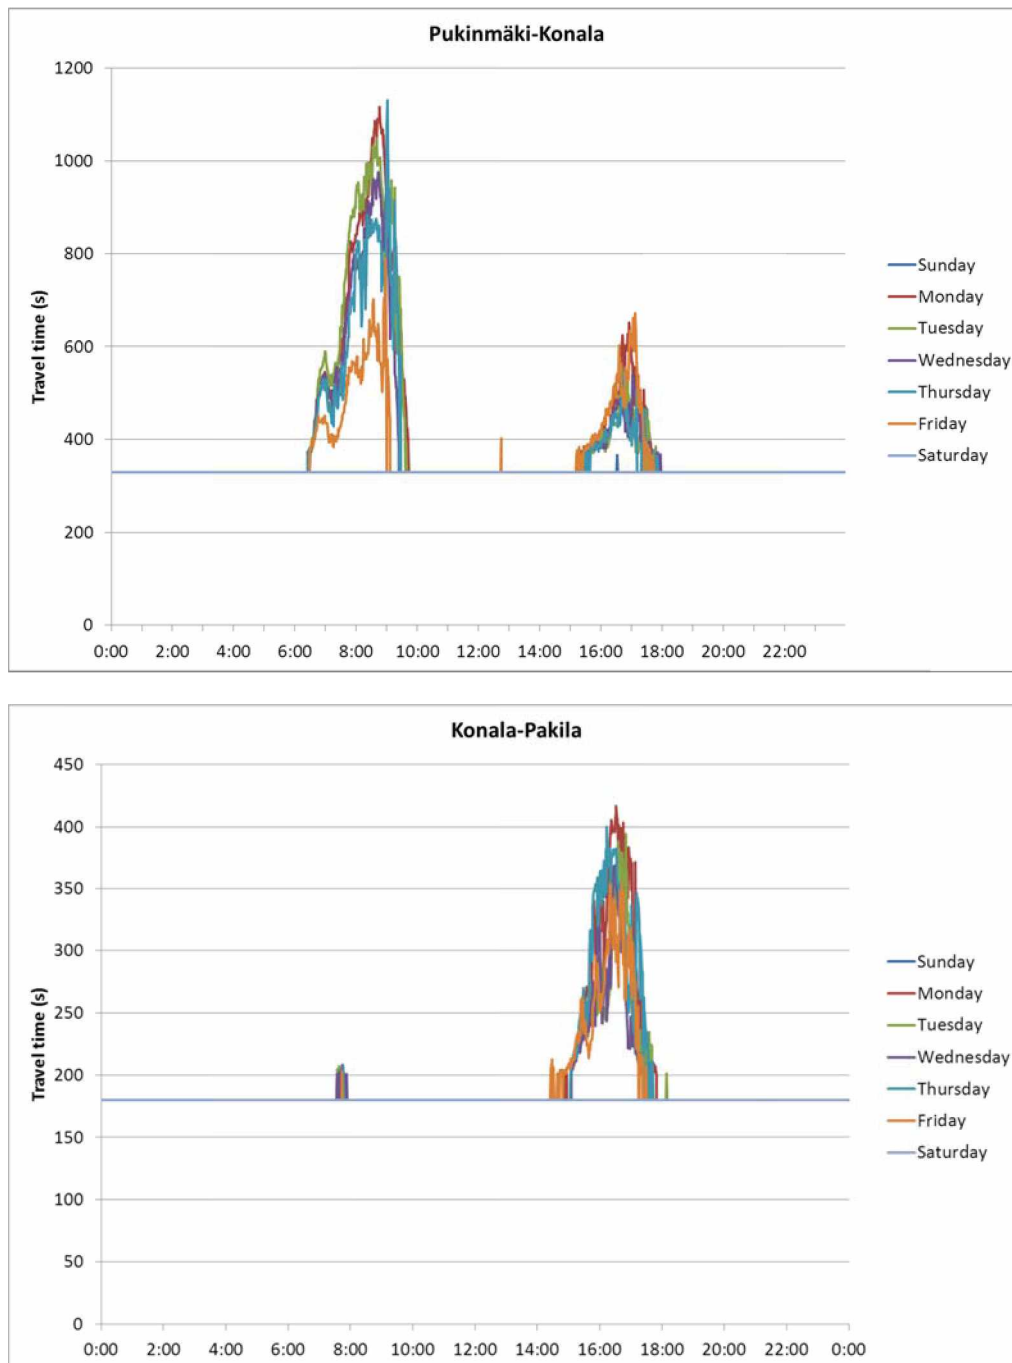 Pukinmäki-Konala
1200
1000
800
600
400
200
0
Travel time (s)
0:00 2:00 4:00 6:00 8:00 10:00 12:00 14:00 16:00 18:00 20:00 22:00
Sunday
Monday
Tuesday
Wednesday
Thursday
Friday
Saturday
Konala-Pakila
450
400
350
300
250
200
150
100
50
0
Travel time (s)
0:00 2:00 4:00 6:00 8:00 10:00 12:00 14:00 16:00 18:00 20:00 22:00 0:00
Sunday
Monday
Tuesday
Wednesday
Thursday
Friday
Saturday